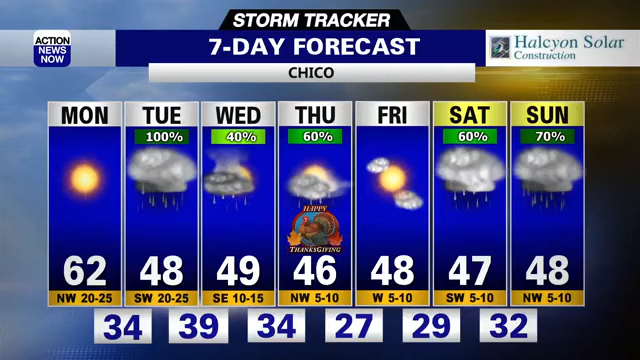 STORM TRACKER
ACTION
NEWS
NOW
7-DAY FORECAST
CHICO
Halcyon Solar
Construction
MON TUE WED THU FRI SAT SUN
100% 40% 60% 60% 70%
HAPPY
THANKSGIVING
62 48 49 46 48 47 48
NW 20-25 SW 20-25 SE 10-15 NW 5-10 W 5-10 SW 5-10 NW 5-10
34 39 34 27 29 32